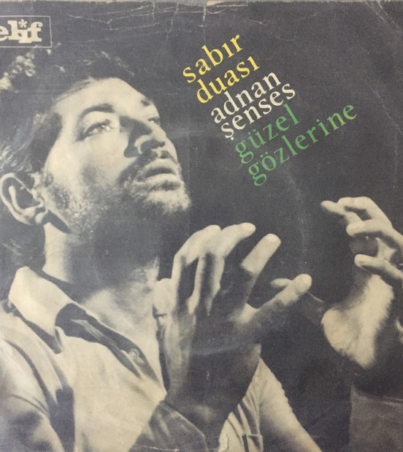 elif
sabır
duası
adnan
şenses
güzel
gözlerine